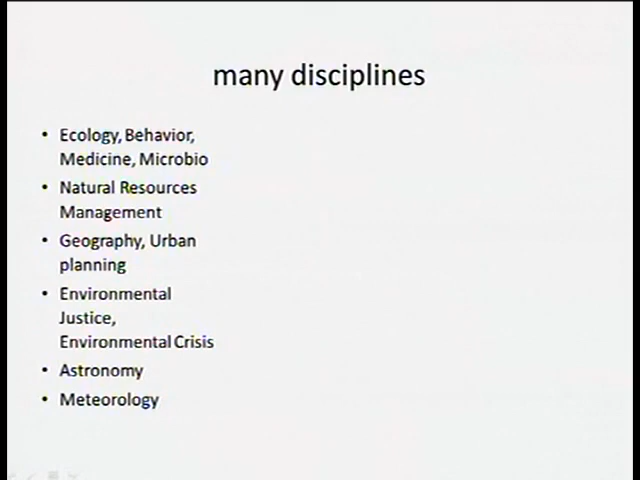 many disciplines
• Ecology, Behavior,
Medicine, Microbio
• Natural Resources
Management
• Geography, Urban
planning
• Environmental
Justice,
Environmental Crisis
• Astronomy
• Meteorology